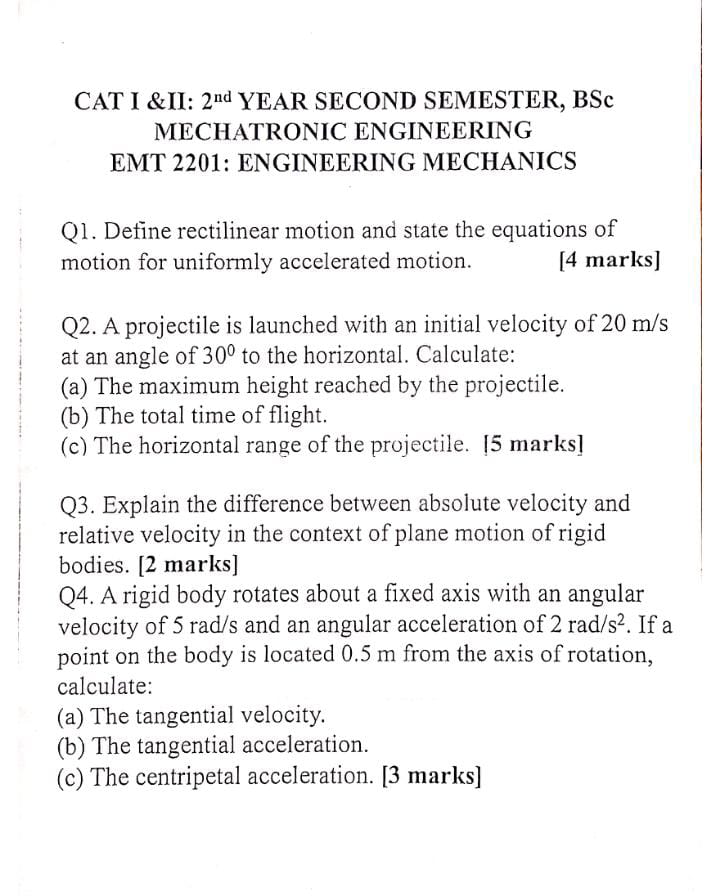 CAT I &II: 2nd YEAR SECOND SEMESTER, BSc
MECHATRONIC ENGINEERING
EMT 2201: ENGINEERING MECHANICS
Q1. Define rectilinear motion and state the equations of
motion for uniformly accelerated motion. [4 marks]
Q2. A projectile is launched with an initial velocity of 20 m/s
at an angle of 30⁰ to the horizontal. Calculate:
(a) The maximum height reached by the projectile.
(b) The total time of flight.
(c) The horizontal range of the projectile. [5 marks]
Q3. Explain the difference between absolute velocity and
relative velocity in the context of plane motion of rigid
bodies. [2 marks]
Q4. A rigid body rotates about a fixed axis with an angular
velocity of 5 rad/s and an angular acceleration of 2 rad/s². If a
point on the body is located 0.5 m from the axis of rotation,
calculate:
(a) The tangential velocity.
(b) The tangential acceleration.
(c) The centripetal acceleration. [3 marks]